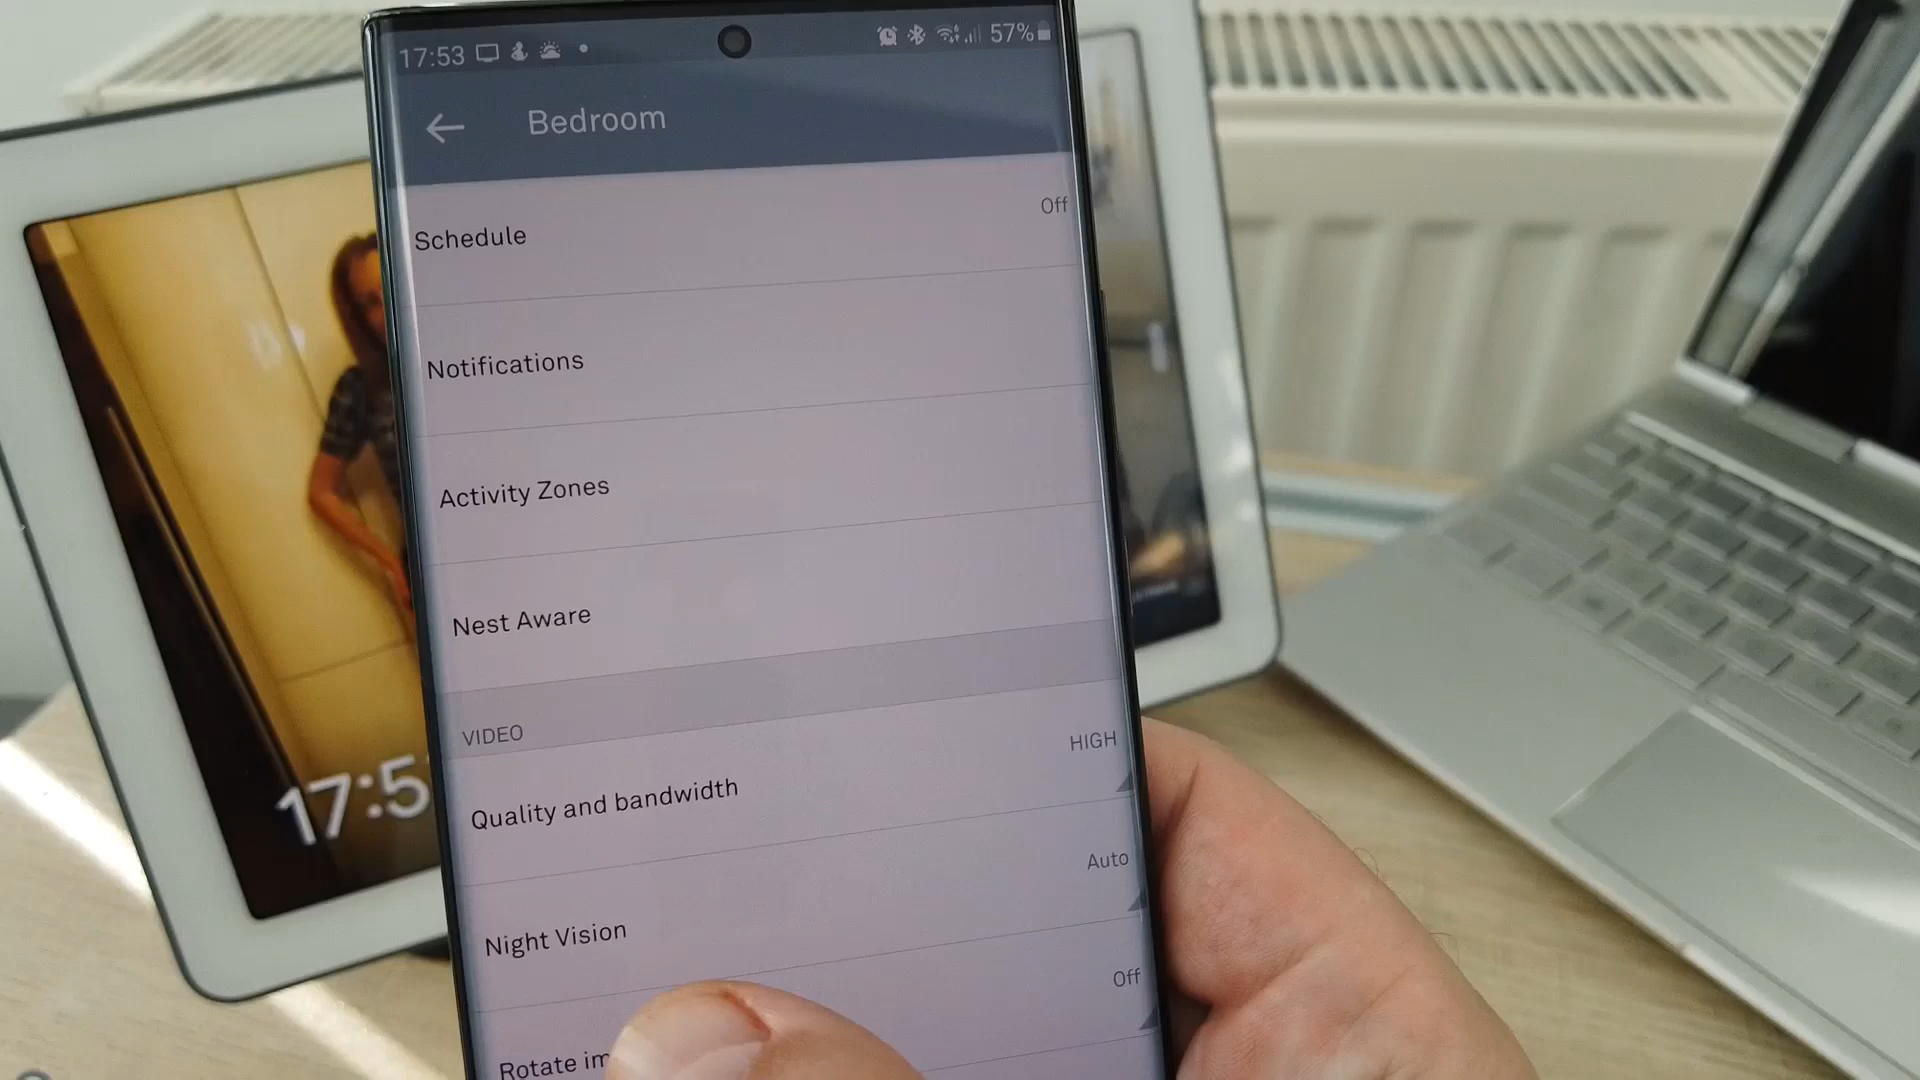 17:53
57%
Bedroom
Schedule
Off
Notifications
Activity Zones
Nest Aware
VIDEO
Quality and bandwidth
HIGH
Night Vision
Auto
Rotate im
Off
17:5